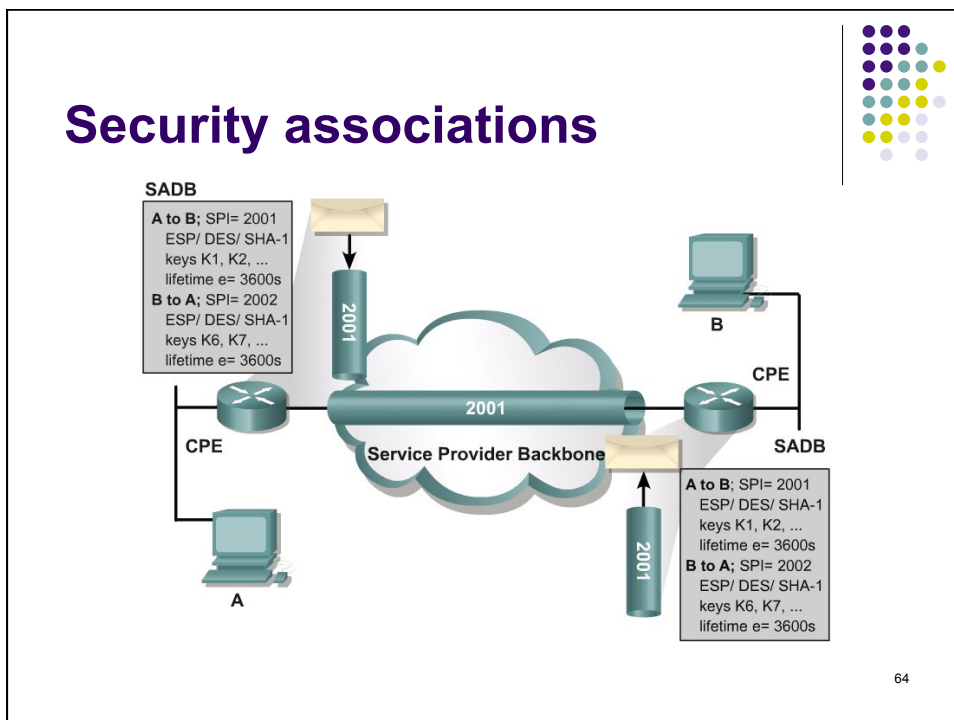 Security associations
SADB
A to B; SPI= 2001
ESP/ DES/ SHA-1
keys K1, K2, ...
lifetime e= 3600s
B to A; SPI= 2002
ESP/ DES/ SHA-1
keys K6, K7, ...
lifetime e= 3600s
2001
B
CPE
2001
CPE
Service Provider Backbone
SADB
A to B; SPI= 2001
ESP/ DES/ SHA-1
keys K1, K2, ...
lifetime e= 3600s
B to A; SPI= 2002
ESP/ DES/ SHA-1
keys K6, K7, ...
lifetime e= 3600s
2001
A
64